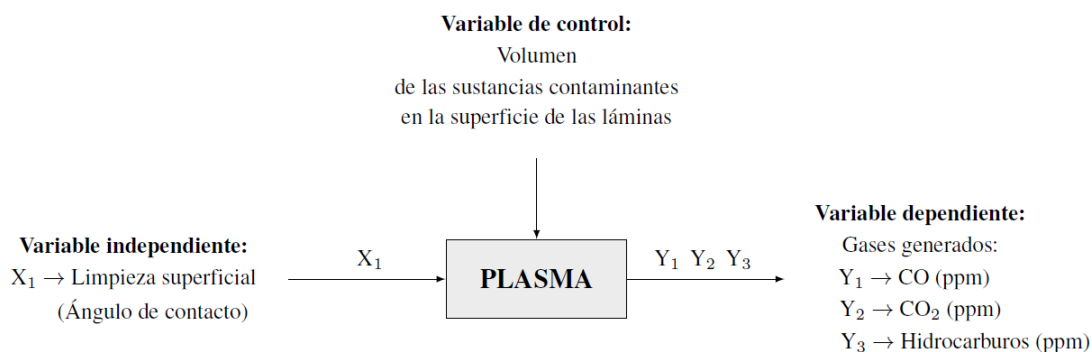 Variable de control:
Volumen
de las sustancias contaminantes
en la superficie de las láminas
Variable independiente:
X₁ → Limpieza superficial
(Ángulo de contacto)
X₁
PLASMA
Y₁ Y₂ Y₃
Variable dependiente:
Gases generados:
Y₁ → CO (ppm)
Y₂ → CO₂ (ppm)
Y₃ → Hidrocarburos (ppm)